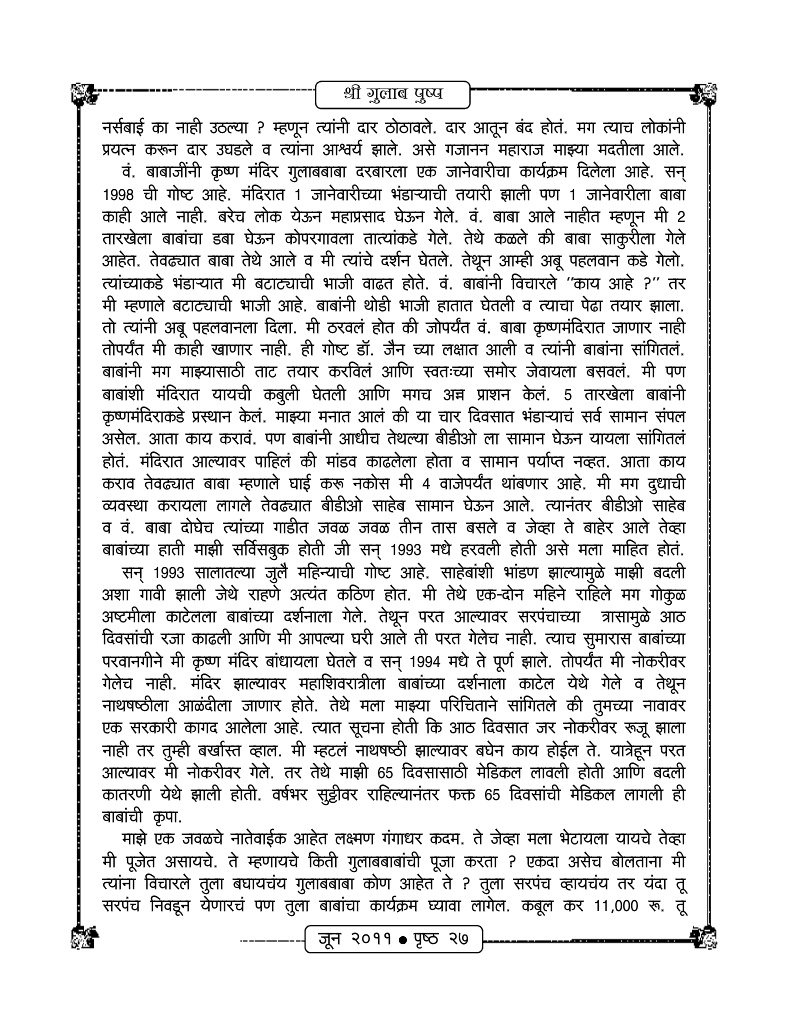 श्री गुलाब पुष्प
नर्सबाई का नाही उठल्या ? म्हणून त्यांनी दार ठोठावले. दार आतून बंद होतं. मग त्याच लोकांनी
प्रयत्न करून दार उघडले व त्यांना आश्चर्य झाले. असे गजानन महाराज माझ्या मदतीला आले.
वं. बाबाजींनी कृष्ण मंदिर गुलाबबाबा दरबारला एक जानेवारीचा कार्यक्रम दिलेला आहे. सन्
1998 ची गोष्ट आहे. मंदिरात 1 जानेवारीच्या भंडाऱ्याची तयारी झाली पण 1 जानेवारीला बाबा
काही आले नाही. बरेच लोक येऊन महाप्रसाद घेऊन गेले. वं. बाबा आले नाहीत म्हणून मी 2
तारखेला बाबांचा डबा घेऊन कोपरगावला तात्यांकडे गेले. तेथे कळले की बाबा साकुरीला गेले
आहेत. तेवढ्यात बाबा तेथे आले व मी त्यांचे दर्शन घेतले. तेथून आम्ही अबू पहलवान कडे गेलो.
त्यांच्याकडे भंडाऱ्यात मी बटाट्याची भाजी वाढत होते. वं. बाबांनी विचारले ”काय आहे ?” तर
मी म्हणाले बटाट्याची भाजी आहे. बाबांनी थोडी भाजी हातात घेतली व त्याचा पेढा तयार झाला.
तो त्यांनी अबू पहलवानला दिला. मी ठरवलं होत की जोपर्यंत वं. बाबा कृष्णमंदिरात जाणार नाही
तोपर्यंत मी काही खाणार नाही. ही गोष्ट डॉ. जैन च्या लक्षात आली व त्यांनी बाबांना सांगितलं.
बाबांनी मग माझ्यासाठी ताट तयार करविलं आणि स्वतःच्या समोर जेवायला बसवलं. मी पण
बाबांशी मंदिरात यायची कबुली घेतली आणि मगच अन्न प्राशन केलं. 5 तारखेला बाबांनी
कृष्णमंदिराकडे प्रस्थान केलं. माझ्या मनात आलं की या चार दिवसात भंडाऱ्याचं सर्व सामान संपल
असेल. आता काय करावं. पण बाबांनी आधीच तेथल्या बीडीओ ला सामान घेऊन यायला सांगितलं
होतं. मंदिरात आल्यावर पाहिलं की मांडव काढलेला होता व सामान पर्याप्त नव्हत. आता काय
कराव तेवढ्यात बाबा म्हणाले घाई करू नकोस मी 4 वाजेपर्यंत थांबणार आहे. मी मग दुधाची
व्यवस्था करायला लागले तेवढ्यात बीडीओ साहेब सामान घेऊन आले. त्यानंतर बीडीओ साहेब
व वं. बाबा दोघेच त्यांच्या गाडीत जवळ जवळ तीन तास बसले व जेव्हा ते बाहेर आले तेव्हा
बाबांच्या हाती माझी सर्विसबुक होती जी सन् 1993 मधे हरवली होती असे मला माहित होतं.
सन् 1993 सालातल्या जुलै महिन्याची गोष्ट आहे. साहेबांशी भांडण झाल्यामुळे माझी बदली
अशा गावी झाली जेथे राहणे अत्यंत कठिण होत. मी तेथे एक-दोन महिने राहिले मग गोकुळ
अष्टमीला काटेलला बाबांच्या दर्शनाला गेले. तेथून परत आल्यावर सरपंचाच्या त्रासामुळे आठ
दिवसांची रजा काढली आणि मी आपल्या घरी आले ती परत गेलेच नाही. त्याच सुमारास बाबांच्या
परवानगीने मी कृष्ण मंदिर बांधायला घेतले व सन् 1994 मधे ते पूर्ण झाले. तोपर्यंत मी नोकरीवर
गेलेच नाही. मंदिर झाल्यावर महाशिवरात्रीला बाबांच्या दर्शनाला काटेल येथे गेले व तेथून
नाथषष्ठीला आळंदीला जाणार होते. तेथे मला माझ्या परिचिताने सांगितले की तुमच्या नावावर
एक सरकारी कागद आलेला आहे. त्यात सूचना होती कि आठ दिवसात जर नोकरीवर रूजू झाला
नाही तर तुम्ही बर्खास्त व्हाल. मी म्हटलं नाथषष्ठी झाल्यावर बघेन काय होईल ते. यात्रेहून परत
आल्यावर मी नोकरीवर गेले. तर तेथे माझी 65 दिवसासाठी मेडिकल लावली होती आणि बदली
कातरणी येथे झाली होती. वर्षभर सुट्टीवर राहिल्यानंतर फक्त 65 दिवसांची मेडिकल लागली ही
बाबांची कृपा.
माझे एक जवळचे नातेवाईक आहेत लक्ष्मण गंगाधर कदम. ते जेव्हा मला भेटायला यायचे तेव्हा
मी पूजेत असायचे. ते म्हणायचे किती गुलाबबाबांची पूजा करता ? एकदा असेच बोलताना मी
त्यांना विचारले तुला बघायचंय गुलाबबाबा कोण आहेत ते ? तुला सरपंच व्हायचंय तर यंदा तू
सरपंच निवडून येणारचं पण तुला बाबांचा कार्यक्रम घ्यावा लागेल. कबूल कर 11,000 रू. तू
जून २०११ ● पृष्ठ २७